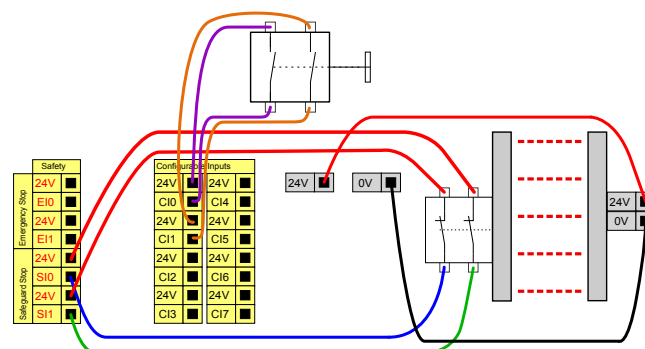 Safety
Emergency Stop
24V
EI0
24V
EI1
Safeguard Stop
24V
SI0
24V
SI1
Configurable Inputs
24V 24V
CI0 CI4
24V 24V
CI1 CI5
24V 24V
CI2 CI6
24V 24V
CI3 CI7
24V
0V
24V
0V